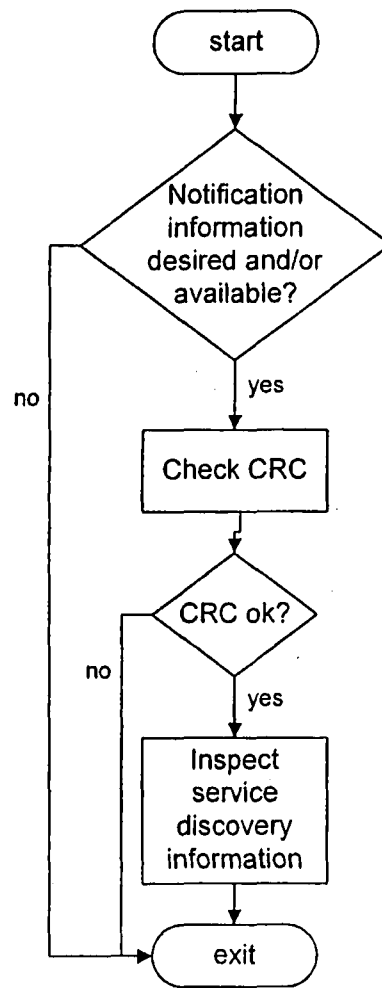 start
Notification
information
desired and/or
available?
no
yes
Check CRC
CRC ok?
no
yes
Inspect
service
discovery
information
exit